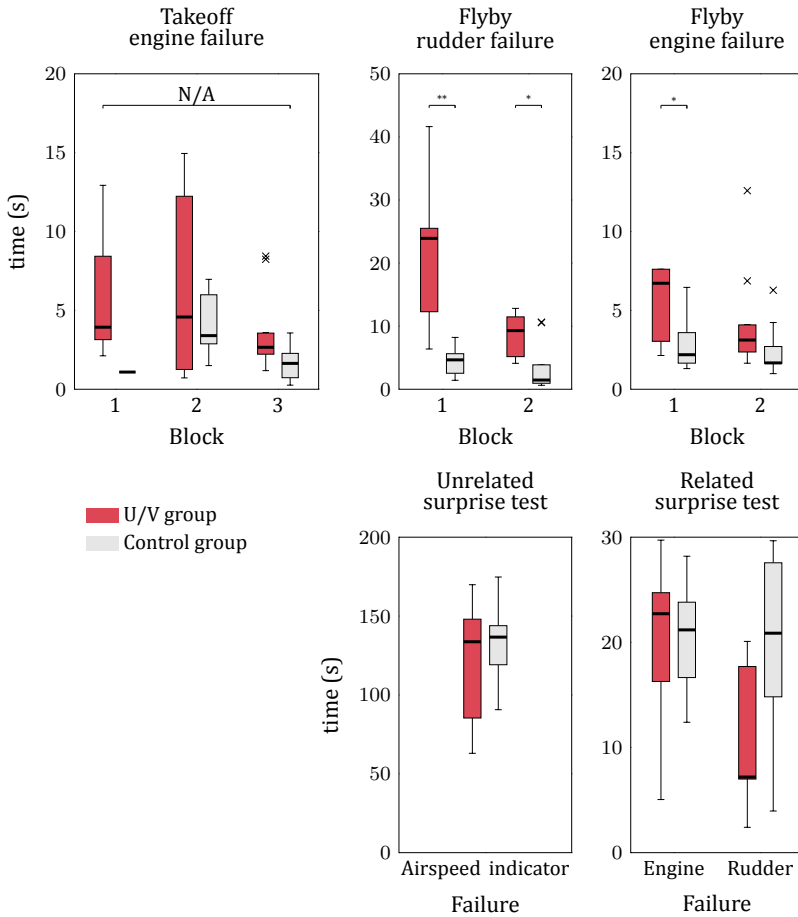 Takeoff
engine failure
Flyby
rudder failure
Flyby
engine failure
time (s)
20
15
10
5
0
N/A
1 2 3
Block
50
40
30
20
10
0
** *
1 2
Block
20
15
10
5
0
*
1 2
Block
U/V group
Control group
Unrelated
surprise test
Related
surprise test
time (s)
200
150
100
50
0
Airspeed indicator
Failure
30
20
10
0
Engine Rudder
Failure